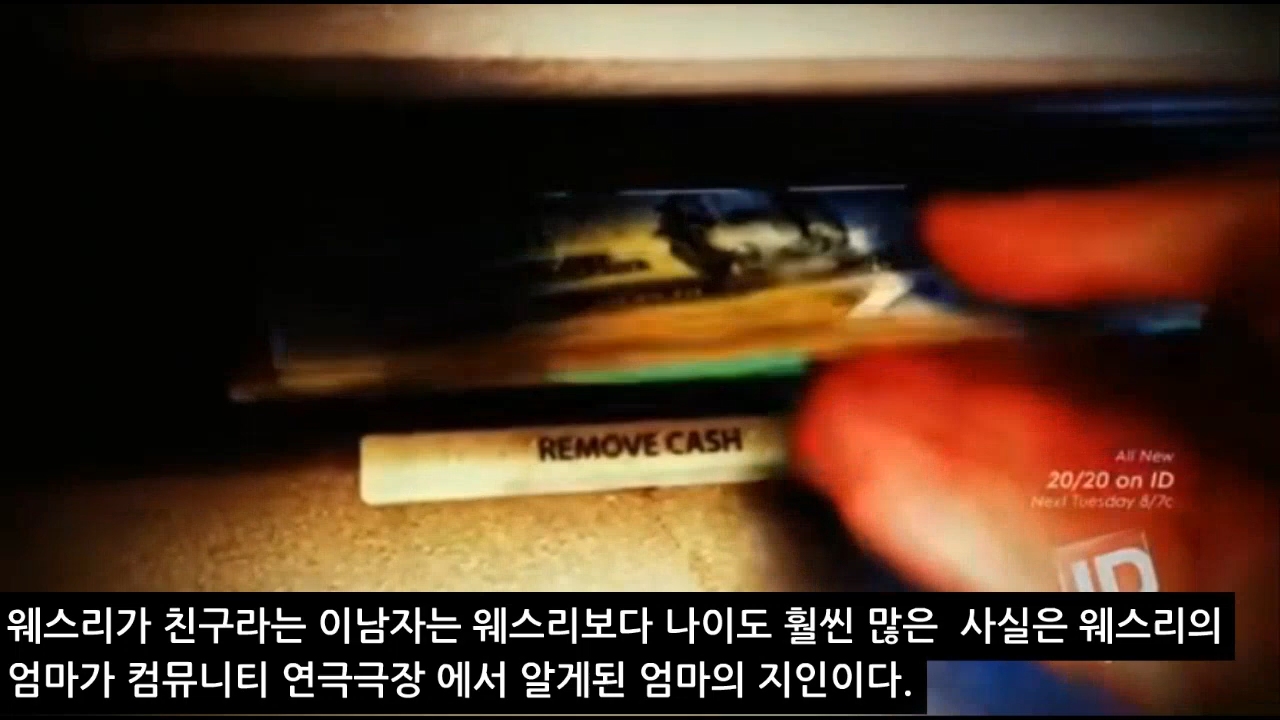 REMOVE CASH
All New
20/20 on ID
Next Tuesday 8/7c
ID
웨스리가 친구라는 이남자는 웨스리보다 나이도 훨씬 많은 사실은 웨스리의
엄마가 컴뮤니티 연극극장 에서 알게된 엄마의 지인이다.